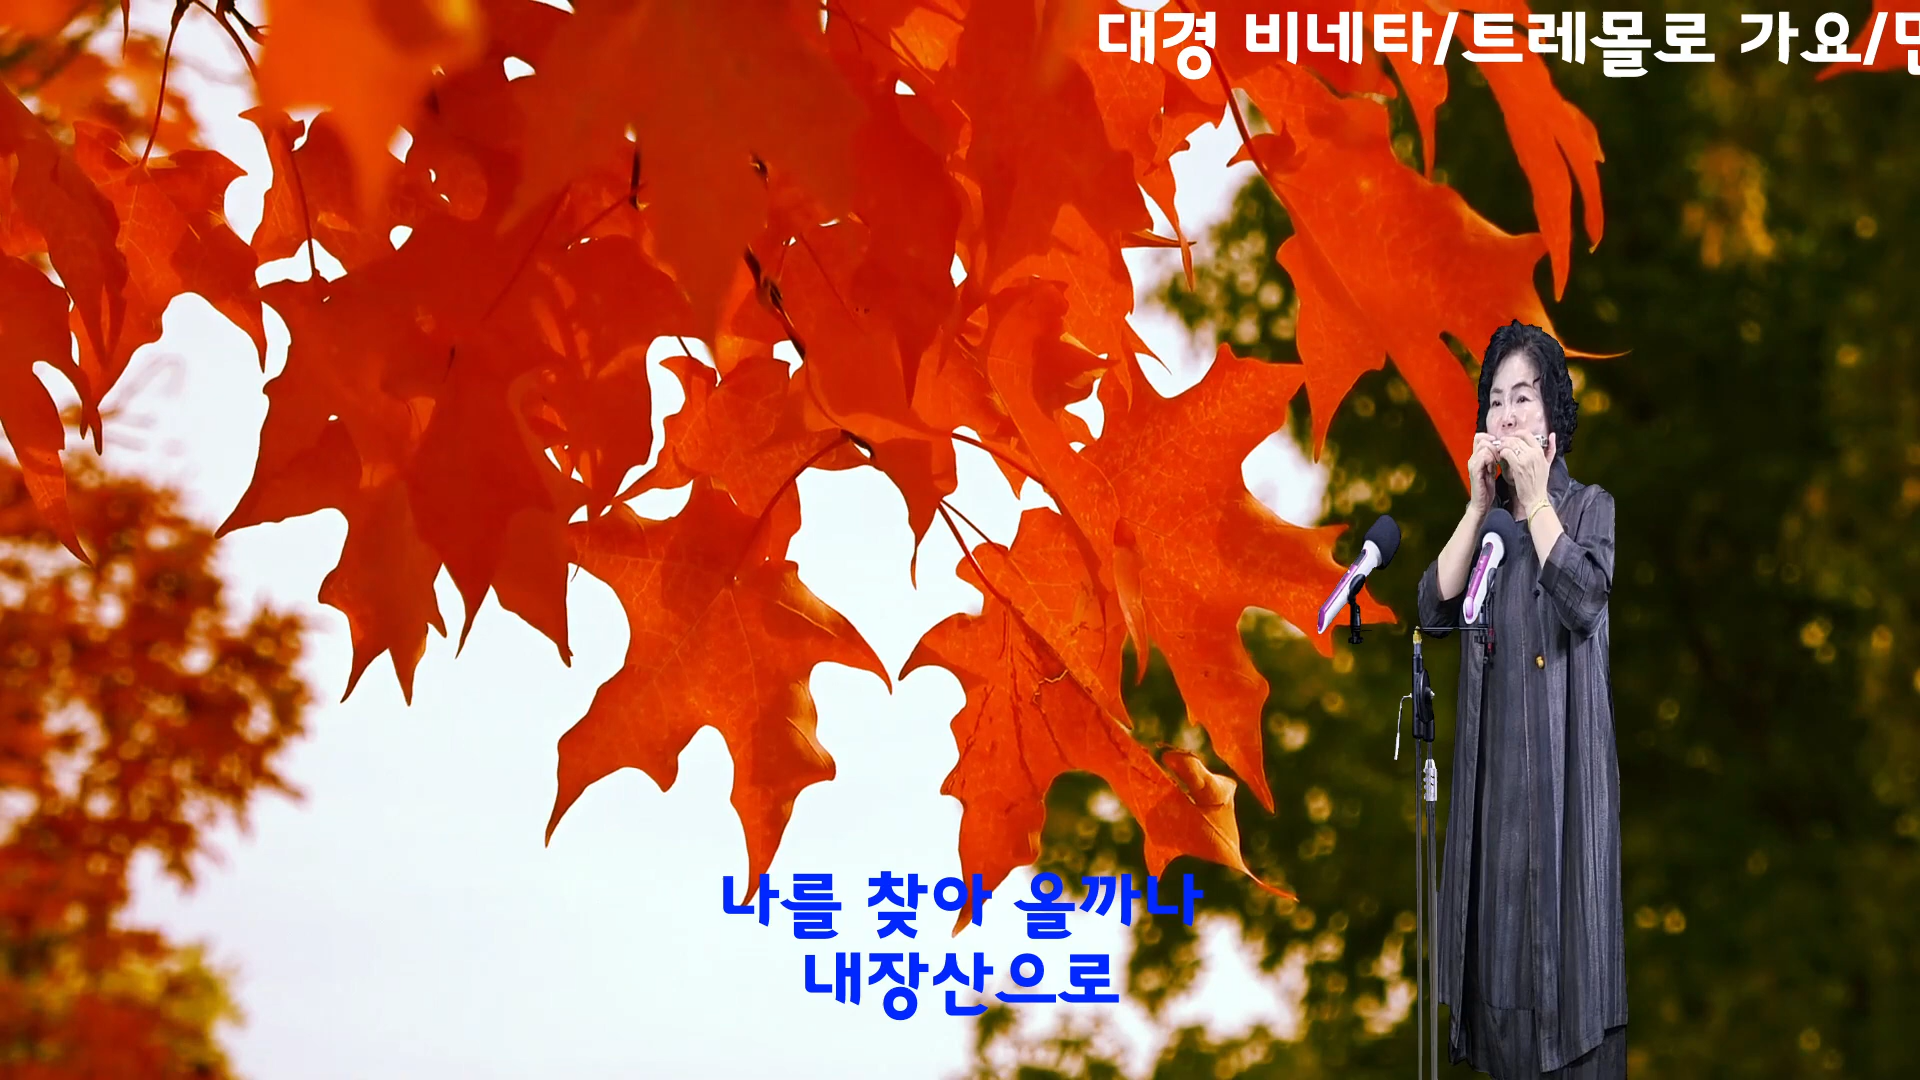 대경 비네타/트레몰로 가요/
나를 찾아 올까나
내장산으로